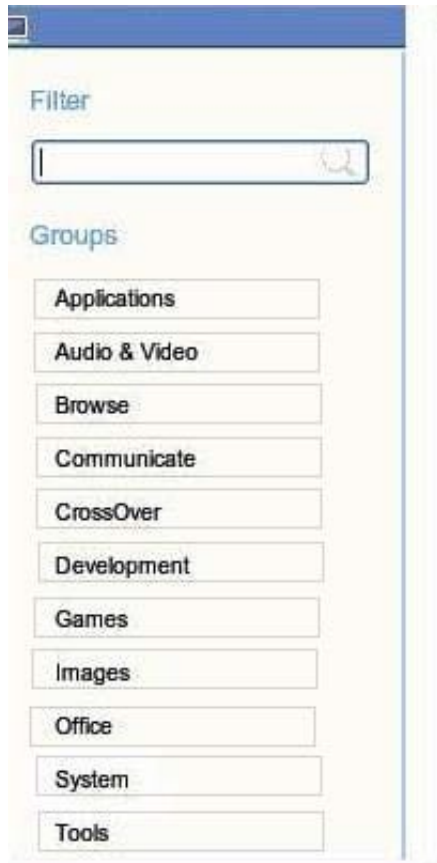 Filter
Groups
Applications
Audio & Video
Browse
Communicate
CrossOver
Development
Games
Images
Office
System
Tools